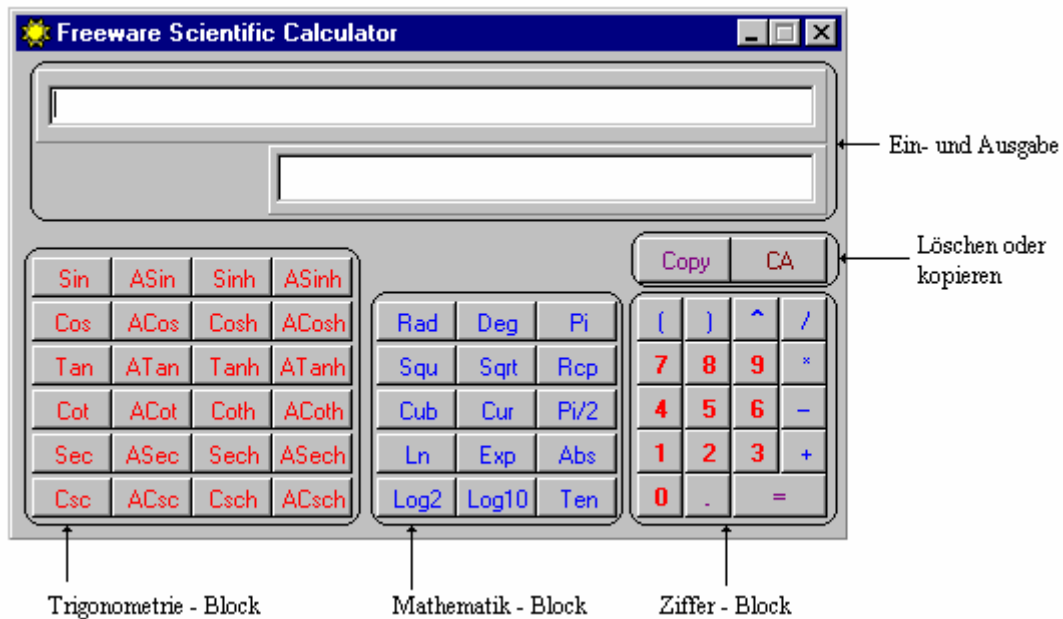 Freeware Scientific Calculator
Ein- und Ausgabe
Copy CA
Löschen oder
kopieren
Sin ASin Sinh ASinh
Cos ACos Cosh ACosh
Tan ATan Tanh ATanh
Cot ACot Coth ACoth
Sec ASec Sech ASech
Csc ACsc Csch ACsch
Rad Deg Pi
Squ Sqrt Rcp
Cub Cur Pi/2
Ln Exp Abs
Log2 Log10 Ten
( ) ^ /
7 8 9 *
4 5 6 –
1 2 3 +
0 . =
Trigonometrie - Block
Mathematik - Block
Ziffer - Block